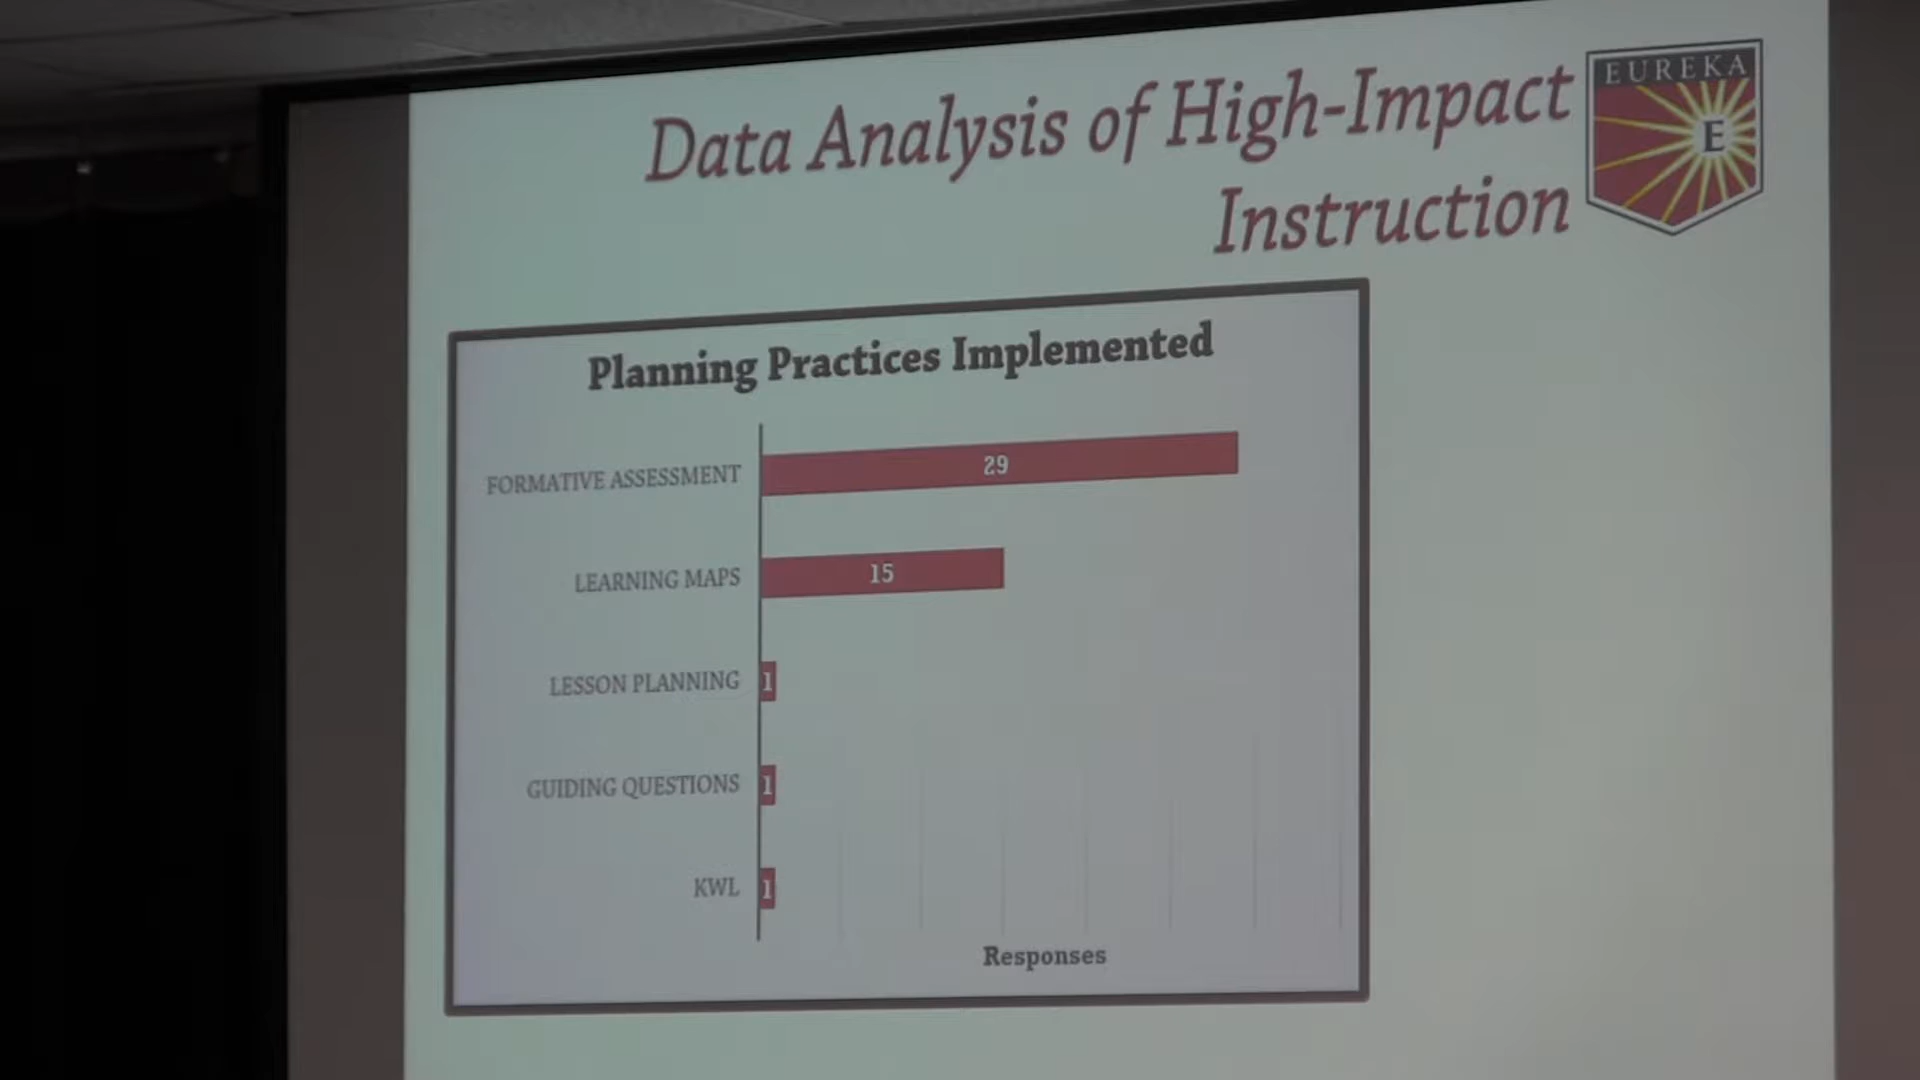 Data Analysis of High-Impact
Instruction
EUREKA
E
Planning Practices Implemented
FORMATIVE ASSESSMENT 29
LEARNING MAPS 15
LESSON PLANNING 1
GUIDING QUESTIONS 1
KWL 1
Responses